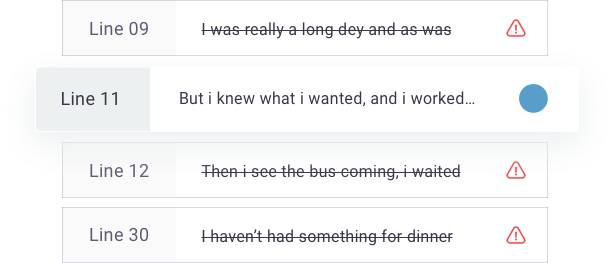 Line 09 I was really a long dey and as was
Line 11 But i knew what i wanted, and i worked...
Line 12 Then i see the bus coming, i waited
Line 30 I haven’t had something for dinner